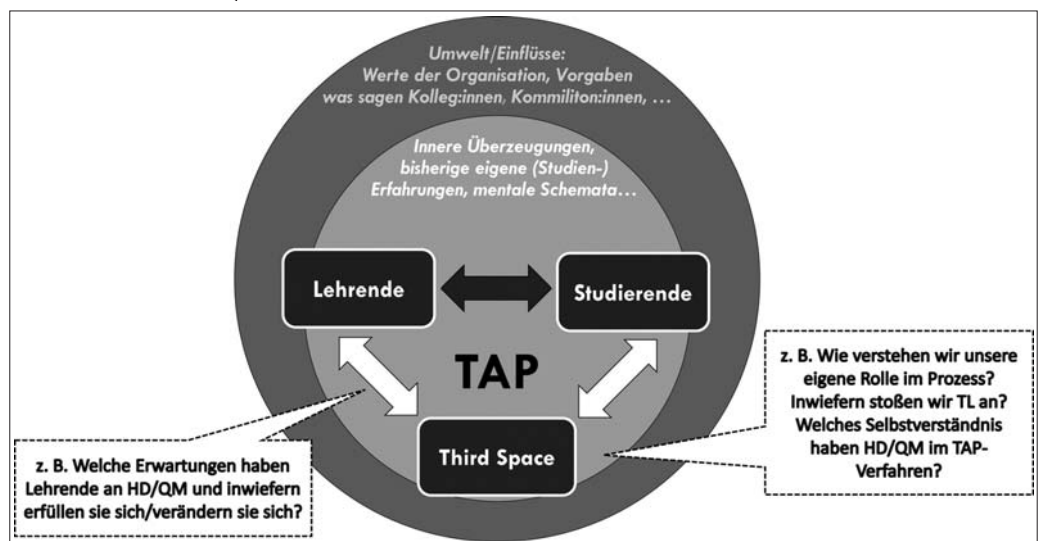 Umwelt/Einflüsse:
Werte der Organisation, Vorgaben
was sagen Kolleg:innen, Kommiliton:innen, …
Innere Überzeugungen,
bisherige eigene (Studien-)
Erfahrungen, mentale Schemata…
Lehrende
Studierende
TAP
Third Space
z. B. Wie verstehen wir unsere
eigene Rolle im Prozess?
Inwiefern stoßen wir TL an?
Welches Selbstverständnis
haben HD/QM im TAP-
Verfahren?
z. B. Welche Erwartungen haben
Lehrende an HD/QM und inwiefern
erfüllen sie sich/verändern sie sich?